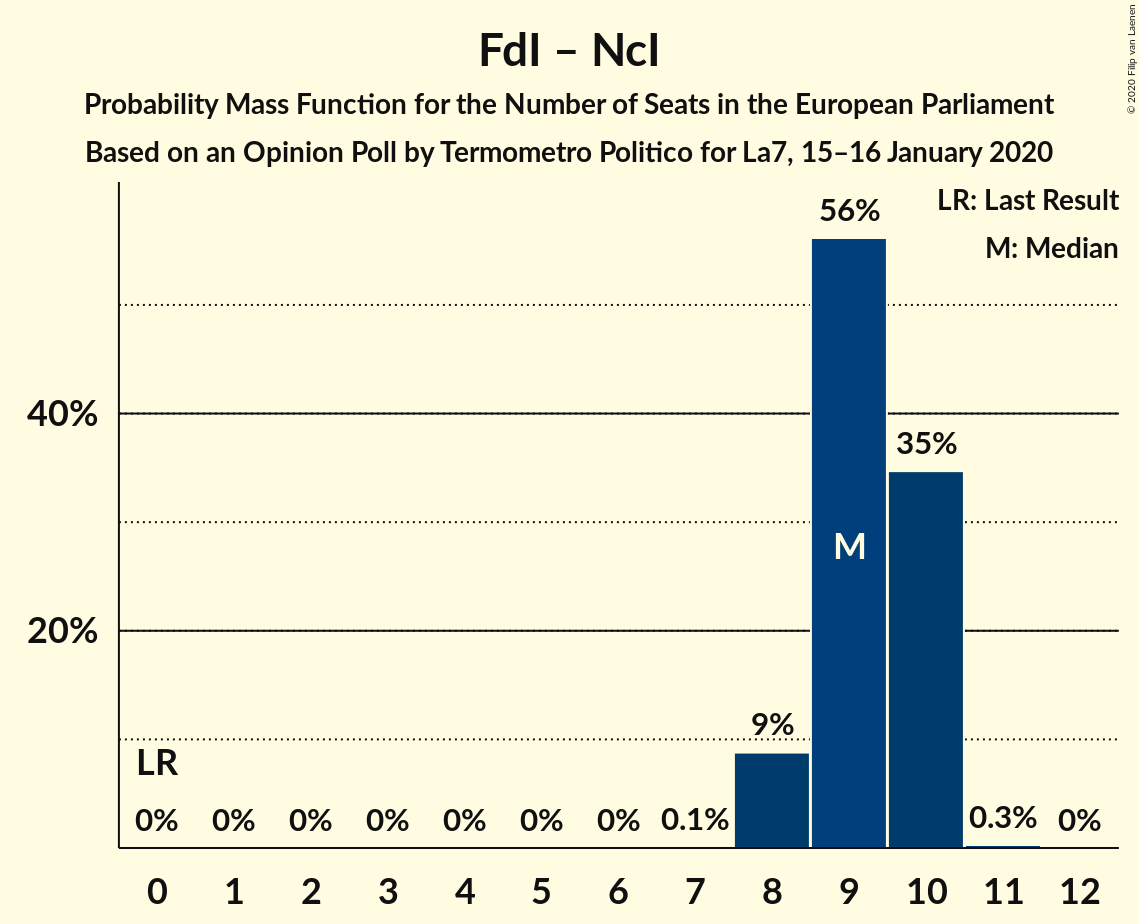 FdI – NcI
Probability Mass Function for the Number of Seats in the European Parliament
Based on an Opinion Poll by Termometro Politico for La7, 15–16 January 2020
© 2020 Filip van Laenen
LR: Last Result
M: Median
56%
40%
35%
M
20%
9%
LR
0% 0% 0% 0% 0% 0% 0% 0.1% 0.3% 0%
0 1 2 3 4 5 6 7 8 9 10 11 12